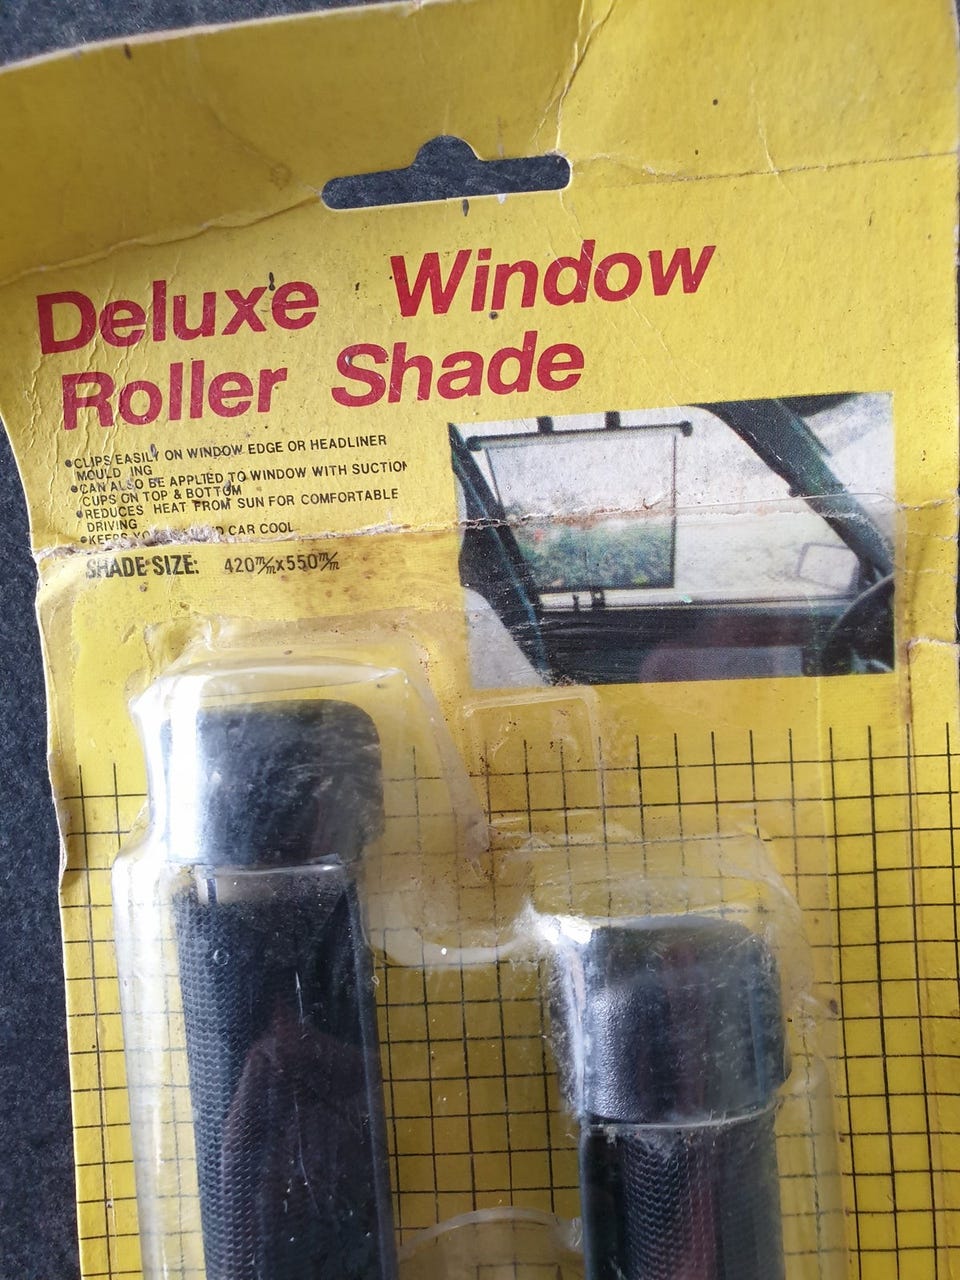 Deluxe Window
Roller Shade
•CLIPS EASILY ON WINDOW EDGE OR HEADLINER
MOULD ING
•CAN ALSO BE APPLIED TO WINDOW WITH SUCTION
CUPS ON TOP & BOTTOM
•REDUCES HEAT FROM SUN FOR COMFORTABLE
DRIVING
•KEEPS CAR COOL
SHADE SIZE: 420m/m x 550m/m